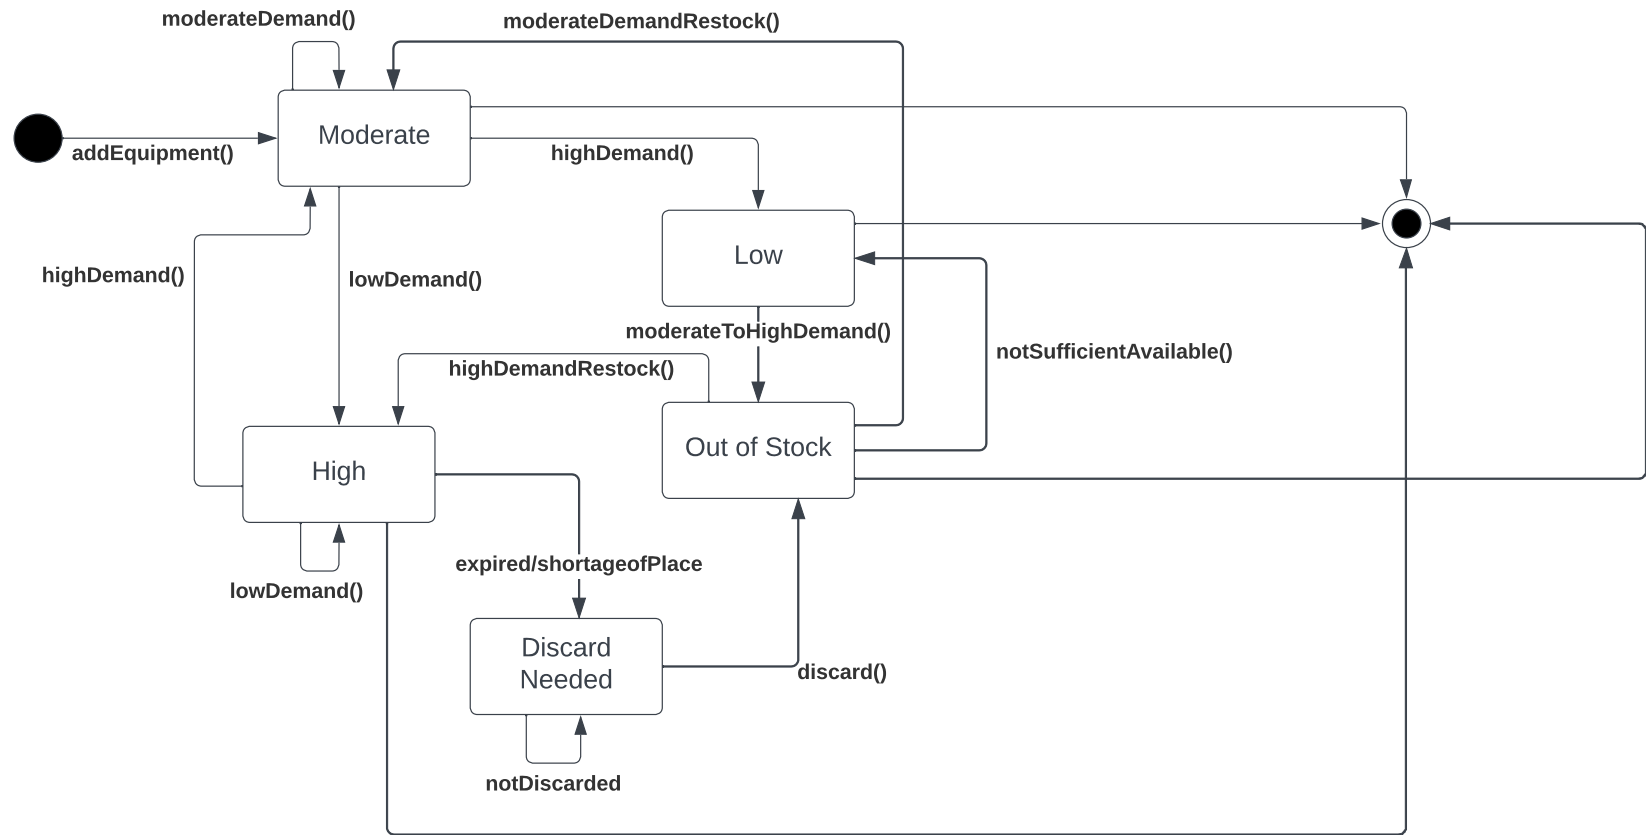 moderateDemand()
moderateDemandRestock()
Moderate
addEquipment()
highDemand()
Low
highDemand()
lowDemand()
moderateToHighDemand()
notSufficientAvailable()
highDemandRestock()
Out of Stock
High
expired/shortageofPlace
lowDemand()
Discard
Needed
discard()
notDiscarded